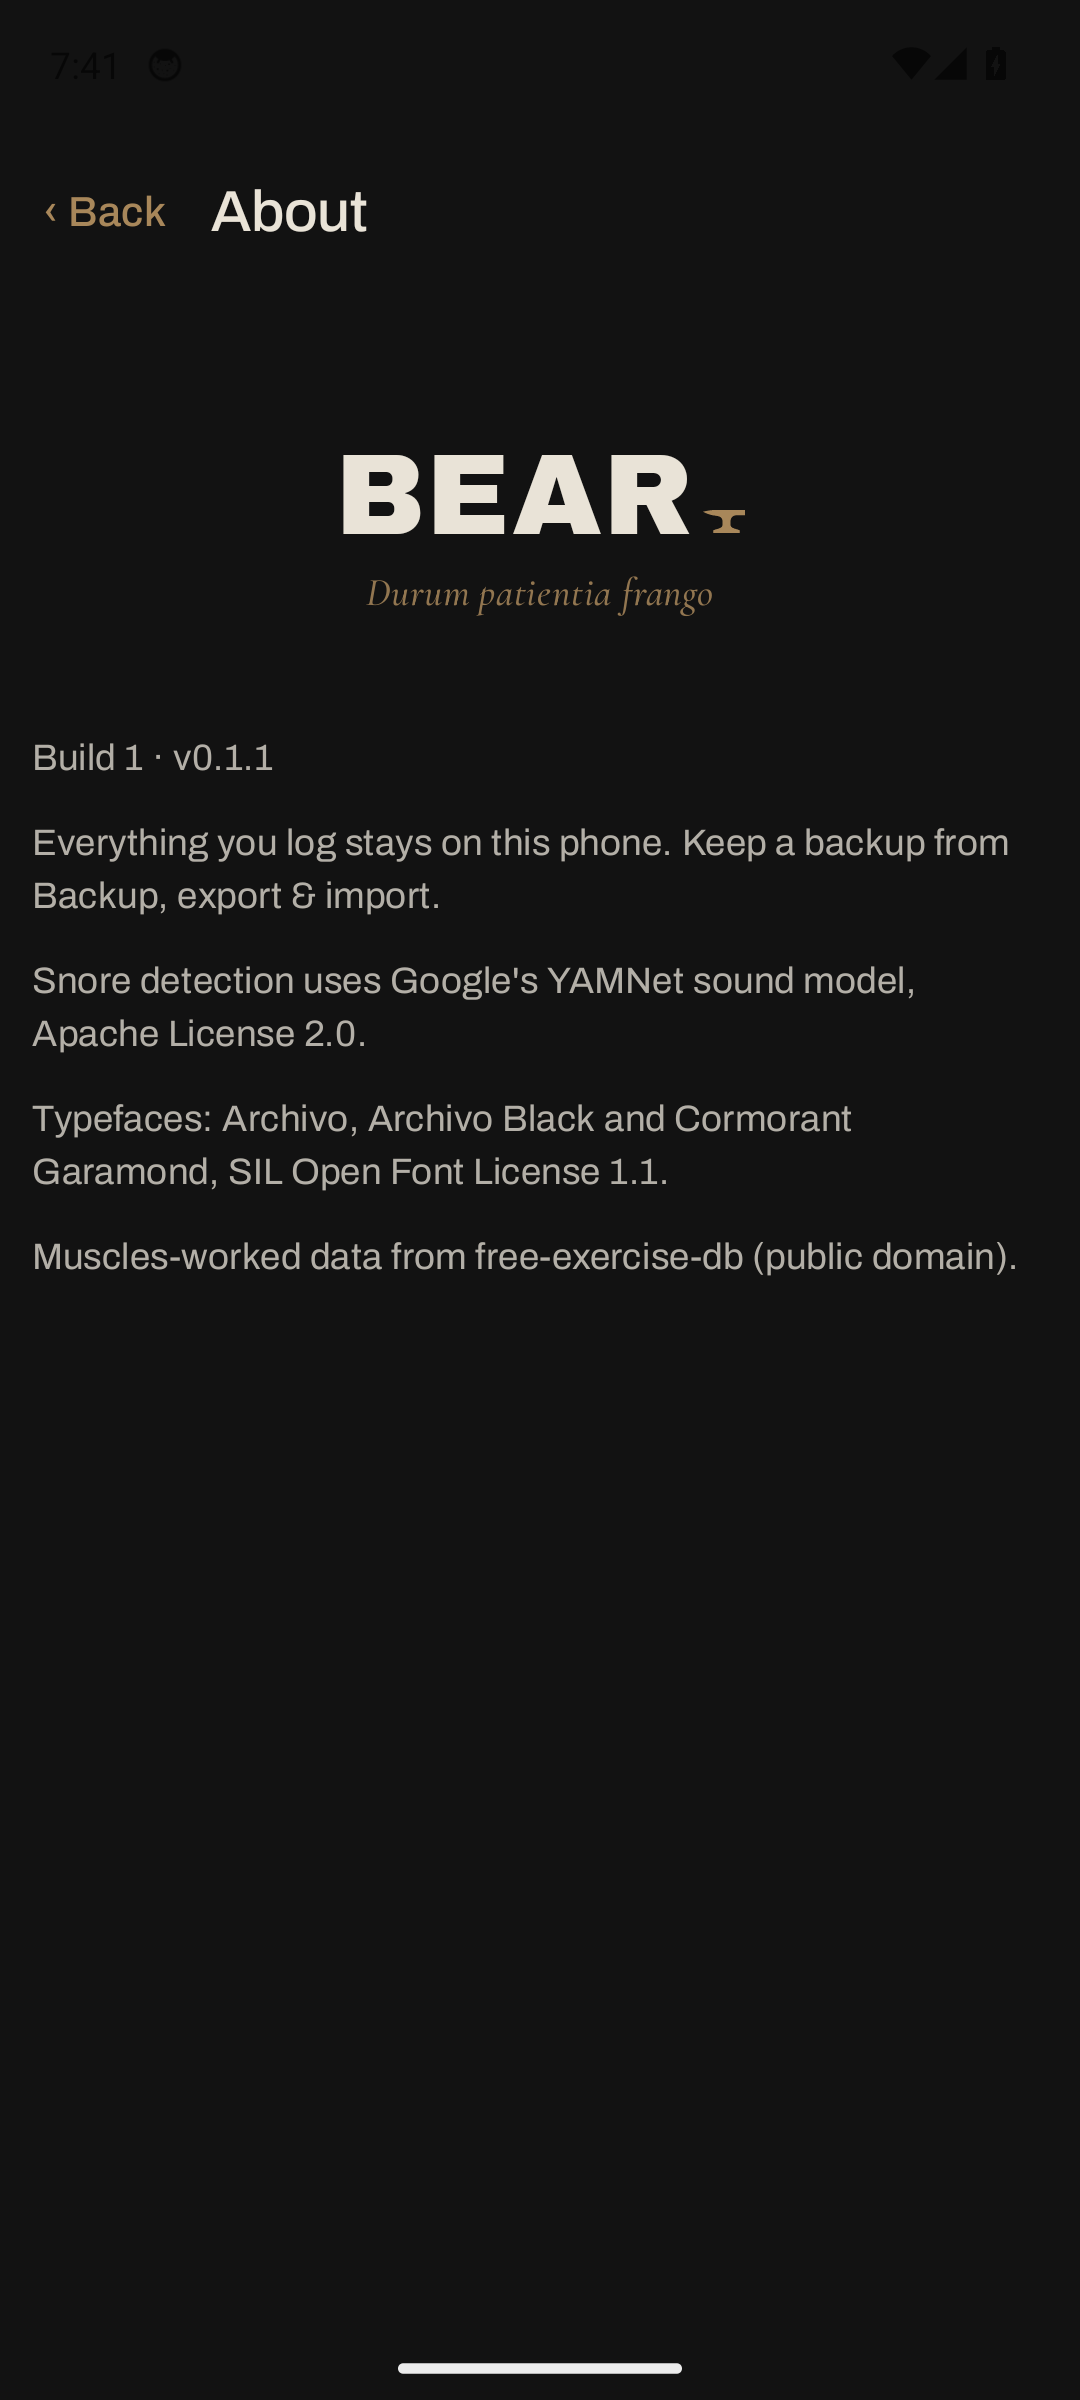 7:41
‹ Back About
BEAR
Durum patientia frango
Build 1 · v0.1.1
Everything you log stays on this phone. Keep a backup from
Backup, export & import.
Snore detection uses Google's YAMNet sound model,
Apache License 2.0.
Typefaces: Archivo, Archivo Black and Cormorant
Garamond, SIL Open Font License 1.1.
Muscles-worked data from free-exercise-db (public domain).